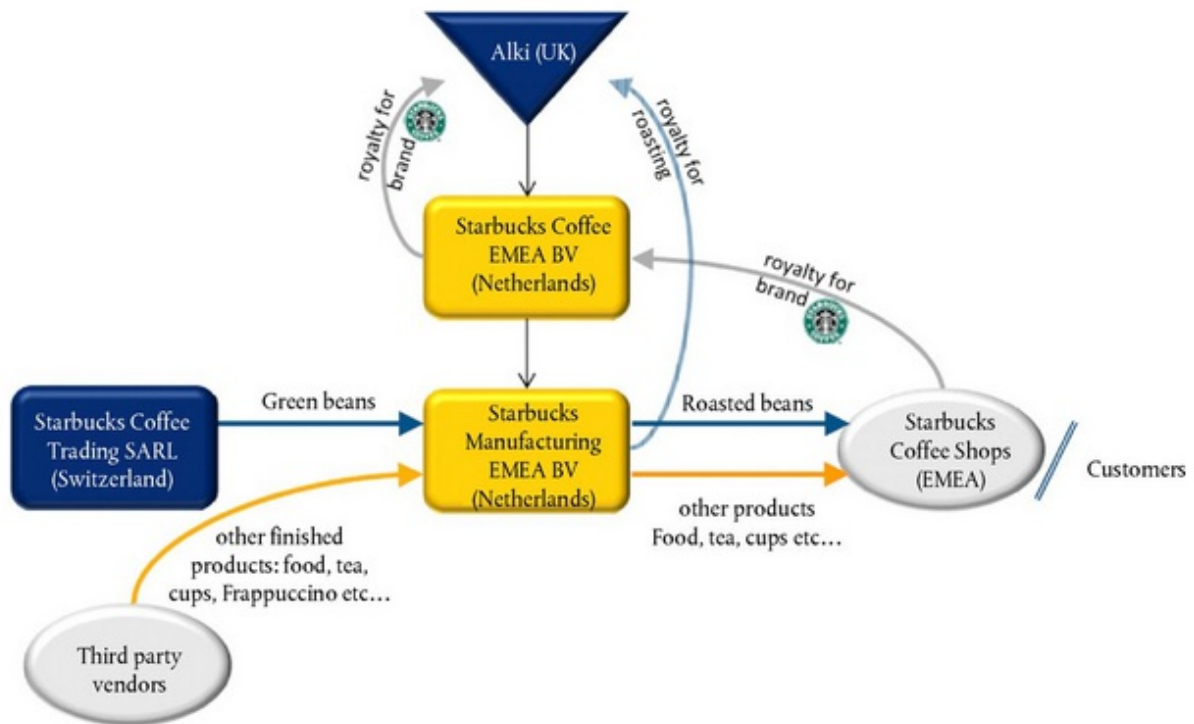 Alki (UK)
royalty for
brand
royalty for
roasting
Starbucks Coffee
EMEA BV
(Netherlands)
royalty for
brand
Starbucks Coffee
Trading SARL
(Switzerland)
Green beans
Starbucks
Manufacturing
EMEA BV
(Netherlands)
Roasted beans
Starbucks
Coffee Shops
(EMEA)
Customers
other finished
products: food, tea,
cups, Frappuccino etc...
other products
Food, tea, cups etc...
Third party
vendors